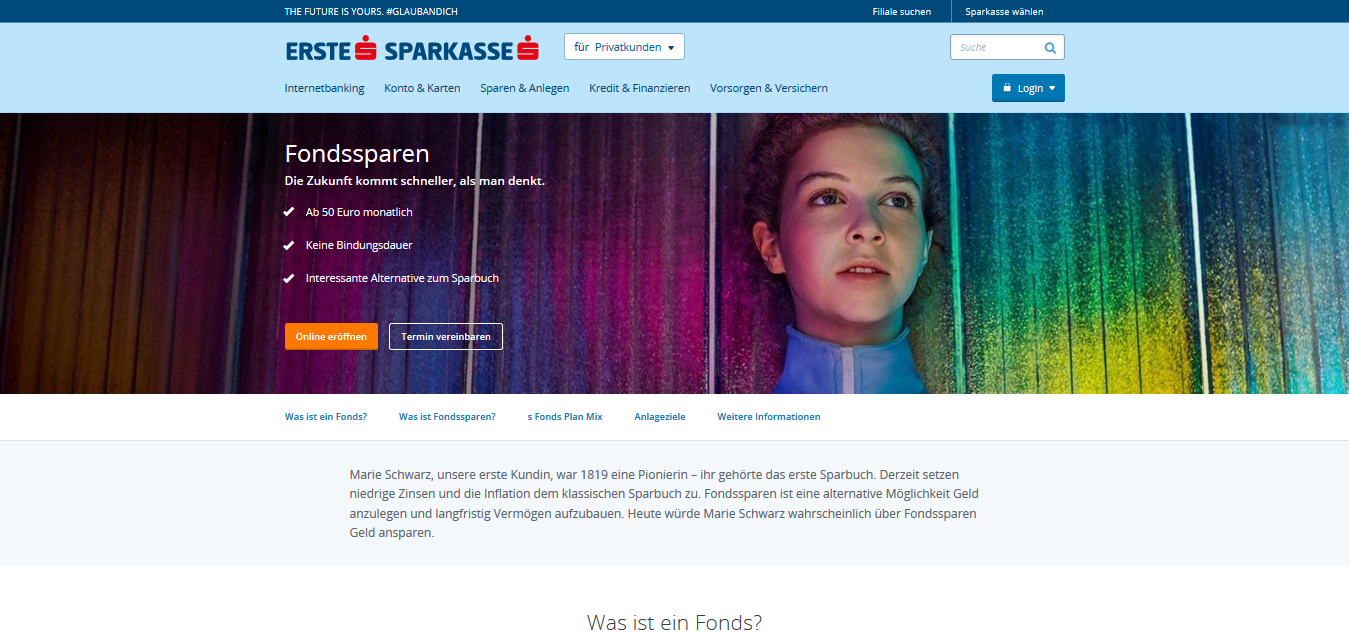 THE FUTURE IS YOURS. #GLAUBANDICH
Filiale suchen
Sparkasse wählen
ERSTE SPARKASSE
für Privatkunden
Suche
Internetbanking
Konto & Karten
Sparen & Anlegen
Kredit & Finanzieren
Vorsorgen & Versichern
Login
Fondssparen
Die Zukunft kommt schneller, als man denkt.
Ab 50 Euro monatlich
Keine Bindungsdauer
Interessante Alternative zum Sparbuch
Online eröffnen
Termin vereinbaren
Was ist ein Fonds?
Was ist Fondssparen?
s Fonds Plan Mix
Anlageziele
Weitere Informationen
Marie Schwarz, unsere erste Kundin, war 1819 eine Pionierin – ihr gehörte das erste Sparbuch. Derzeit setzen
niedrige Zinsen und die Inflation dem klassischen Sparbuch zu. Fondssparen ist eine alternative Möglichkeit Geld
anzulegen und langfristig Vermögen aufzubauen. Heute würde Marie Schwarz wahrscheinlich über Fondssparen
Geld ansparen.
Was ist ein Fonds?